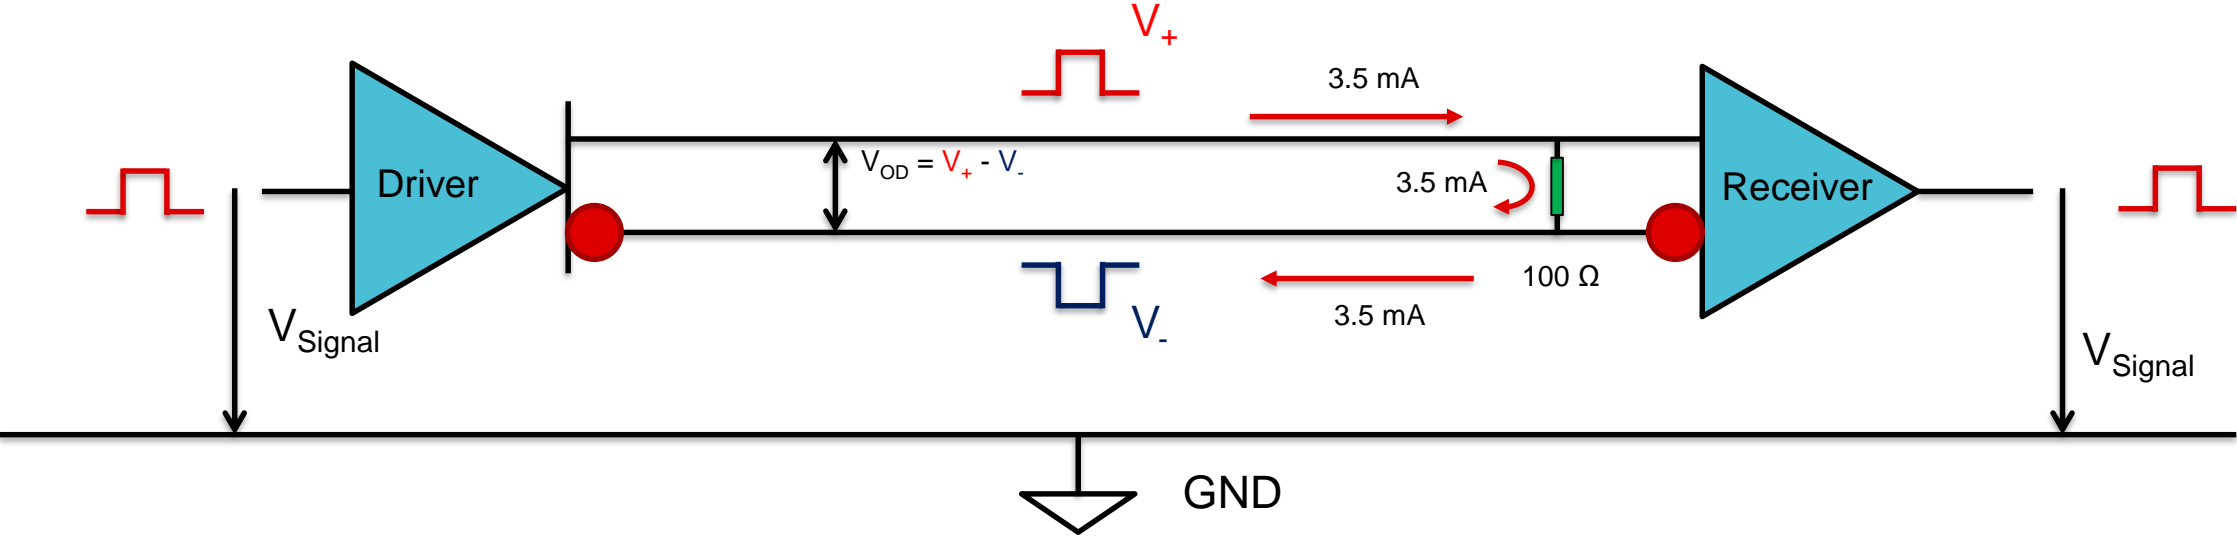 V+
3.5 mA
VOD = V+ - V-
Driver
3.5 mA
Receiver
100 Ω
3.5 mA
V-
VSignal
VSignal
GND